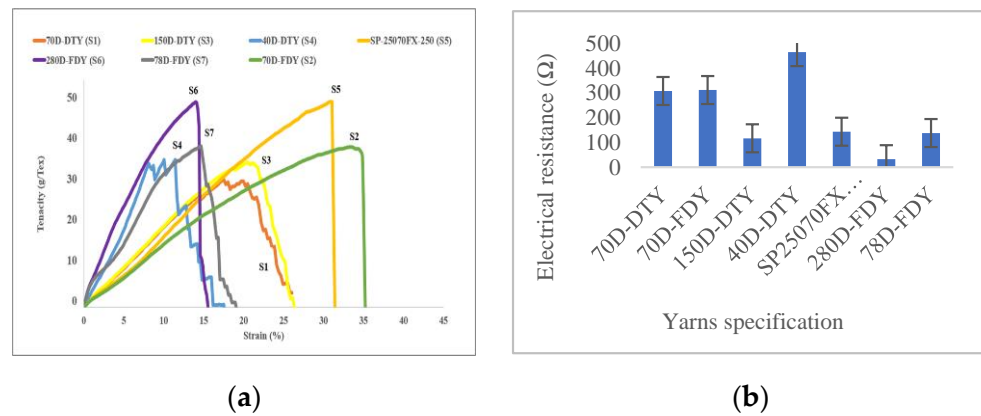 70D-DTY (S1) 150D-DTY (S3) 40D-DTY (S4) SP-25070FX-250 (S5)
280D-FDY (S6) 78D-FDY (S7) 70D-FDY (S2)
Tenacity (g/Tex)
50
40
30
20
10
0
S6
S5
S7
S4
S3
S2
S1
0 5 10 15 20 25 30 35 40 45
Strain (%)
(a)
Electrical resistance (Ω)
500
400
300
200
100
0
70D-DTY
70D-FDY
150D-DTY
40D-DTY
SP25070FX…
280D-FDY
78D-FDY
Yarns specification
(b)